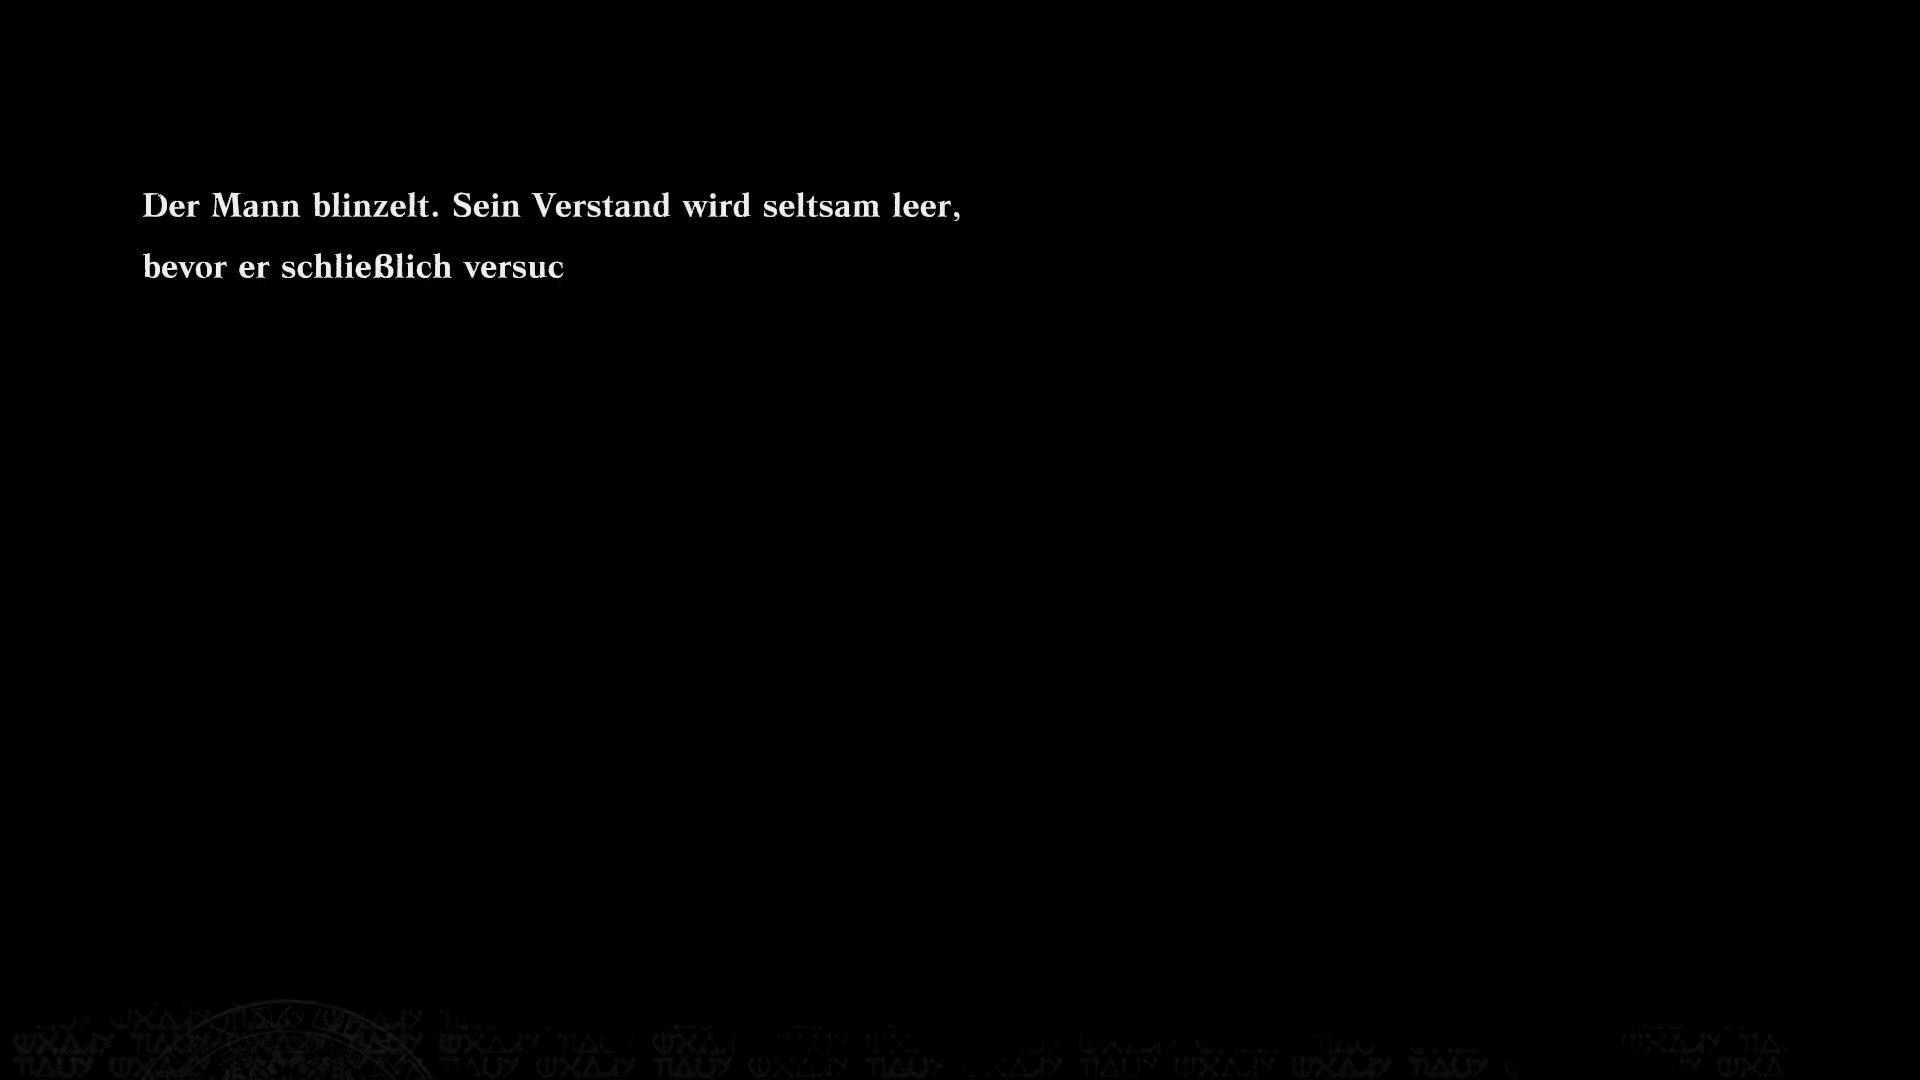 Der Mann blinzelt. Sein Verstand wird seltsam leer,
bevor er schließlich versuc